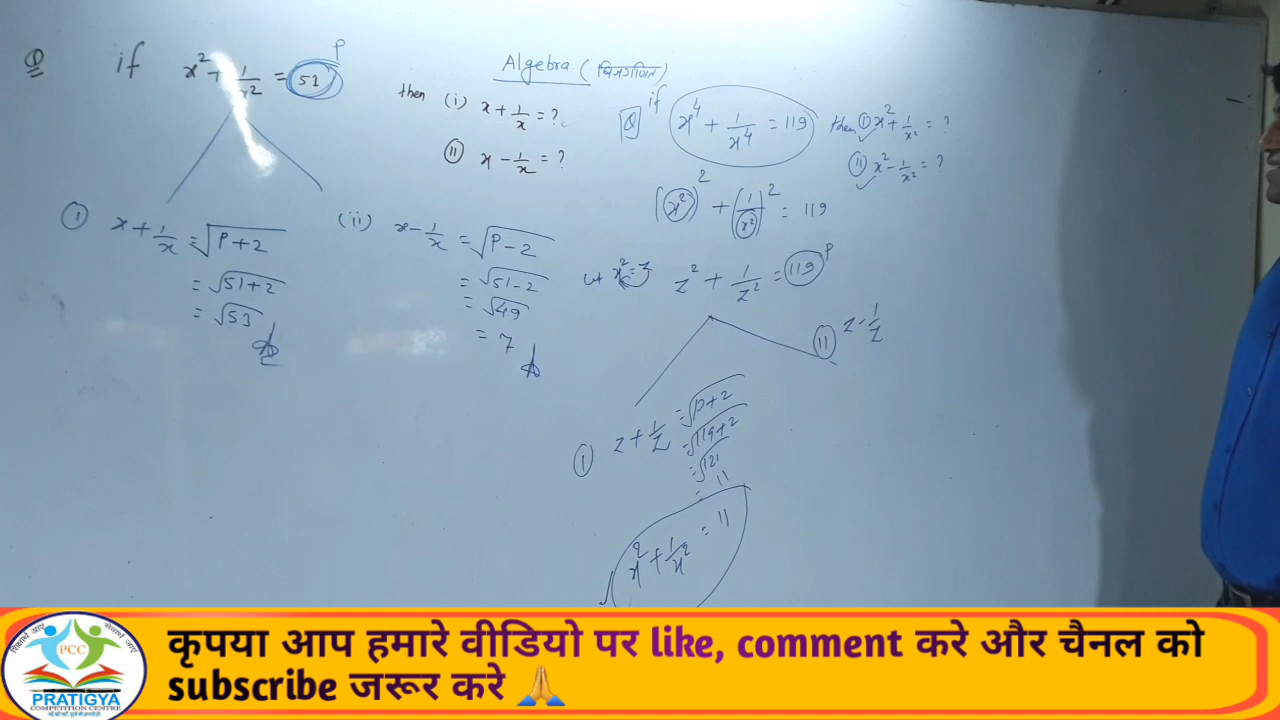 Q if x² + 1/x² = 51 P
then (i) x + 1/x = ?
(ii) x - 1/x = ?
(i) x + 1/x = √P+2
= √51+2
= √53
(ii) x - 1/x = √P-2
= √51-2
= √49
= 7
Algebra (बिजगणित)
Q if x⁴ + 1/x⁴ = 119 then (i) x² + 1/x² = ?
(ii) x² - 1/x² = ?
(x²)² + (1/x²)² = 119
Let x² = z z² + 1/z² = 119 P
(i) z + 1/z = √P+2
= √119+2
= √121
= 11
x² + 1/x² = 11
(ii) z - 1/z
कृपया आप हमारे वीडियो पर like, comment करे और चैनल को
subscribe जरूर करे 🙏
PCC
PRATIGYA
COMPETITION CENTRE